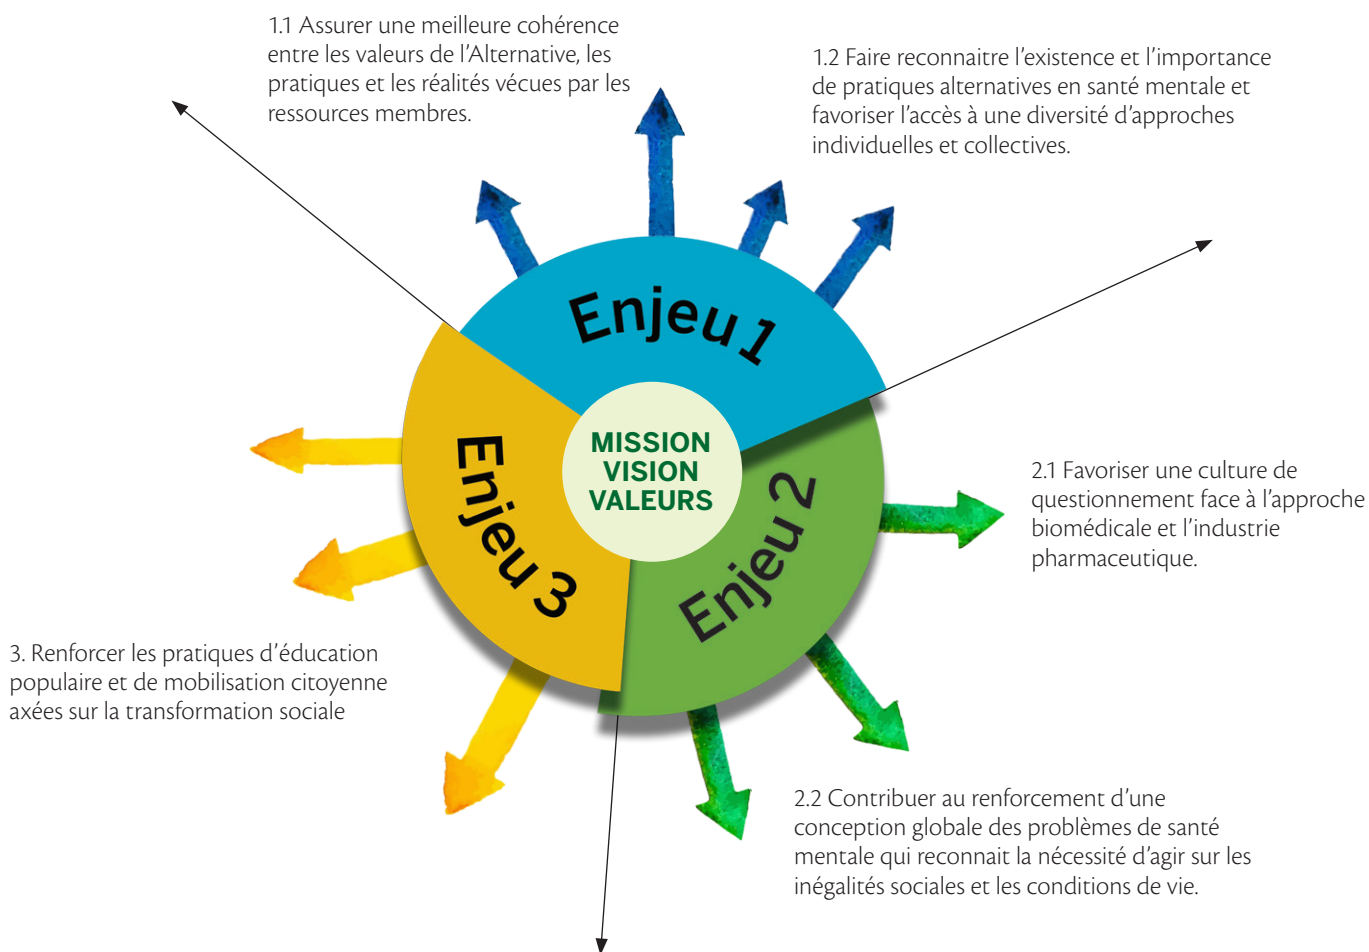 1.1 Assurer une meilleure cohérence
entre les valeurs de l'Alternative, les
pratiques et les réalités vécues par les
ressources membres.
1.2 Faire reconnaitre l'existence et l'importance
de pratiques alternatives en santé mentale et
favoriser l'accès à une diversité d'approches
individuelles et collectives.
Enjeu 1
MISSION
VISION
VALEURS
Enjeu 2
Enjeu 3
2.1 Favoriser une culture de
questionnement face à l'approche
biomédicale et l'industrie
pharmaceutique.
3. Renforcer les pratiques d'éducation
populaire et de mobilisation citoyenne
axées sur la transformation sociale
2.2 Contribuer au renforcement d'une
conception globale des problèmes de santé
mentale qui reconnait la nécessité d'agir sur les
inégalités sociales et les conditions de vie.